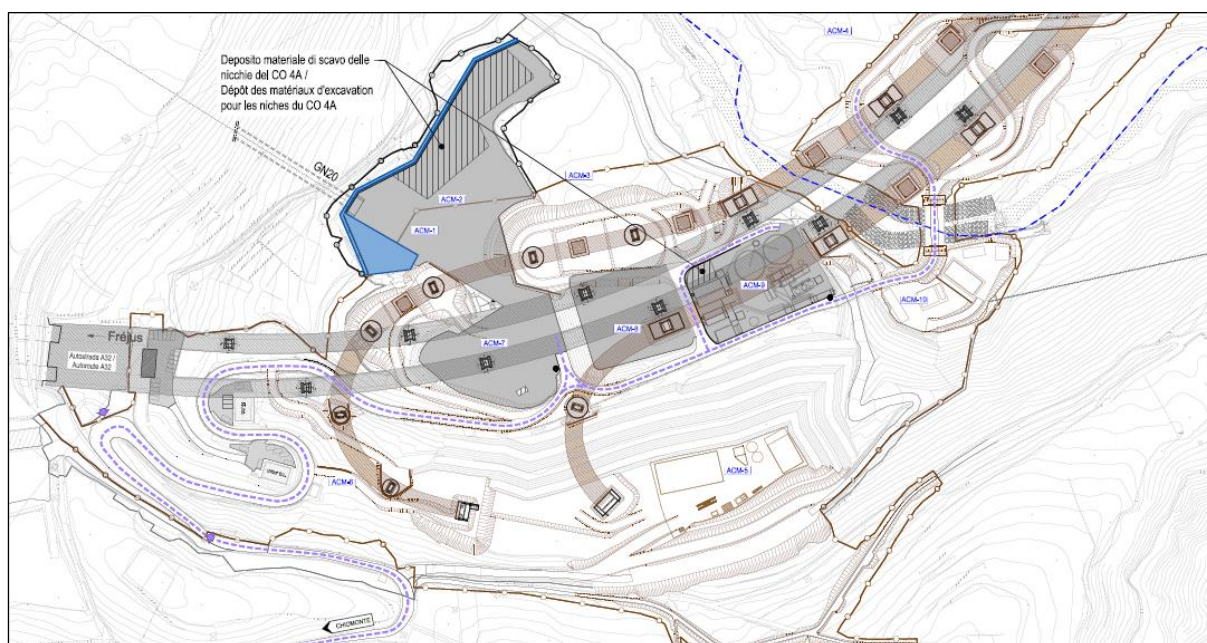 ACM-4
Deposito materiale di scavo delle
nicchie del CO 4A /
Dépôt des matériaux d'excavation
pour les niches du CO 4A
GN20
ACM-3
ACM-2
ACM-1
ACM-9
ACM-10
ACM-8
ACM-7
Fréjus
Autostrada A32 /
Autoroute A32
ACM-5
ACM-6
CHIOMONTE